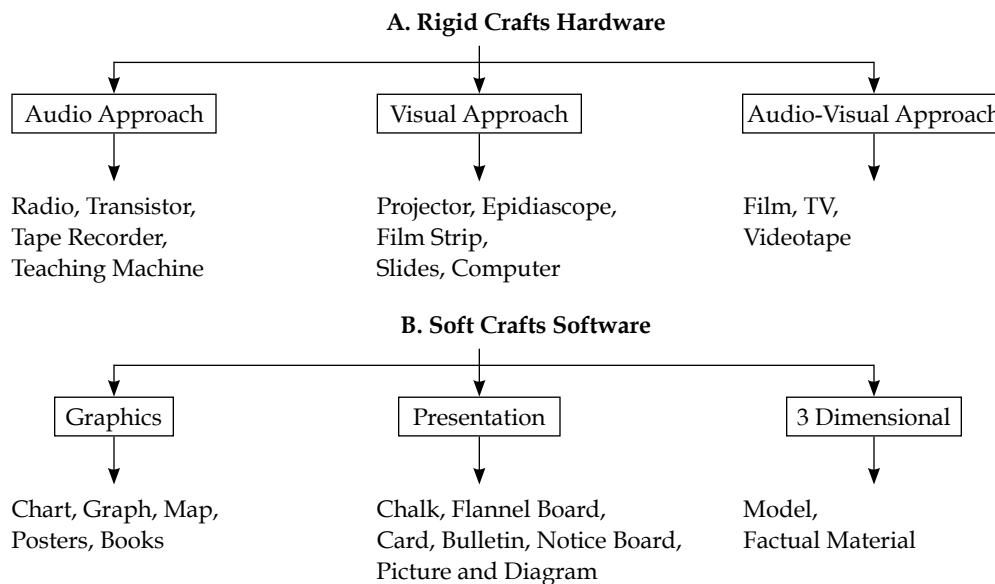 A. Rigid Crafts Hardware
Audio Approach
Visual Approach
Audio-Visual Approach
Radio, Transistor,
Tape Recorder,
Teaching Machine
Projector, Epidiascope,
Film Strip,
Slides, Computer
Film, TV,
Videotape
B. Soft Crafts Software
Graphics
Presentation
3 Dimensional
Chart, Graph, Map,
Posters, Books
Chalk, Flannel Board,
Card, Bulletin, Notice Board,
Picture and Diagram
Model,
Factual Material